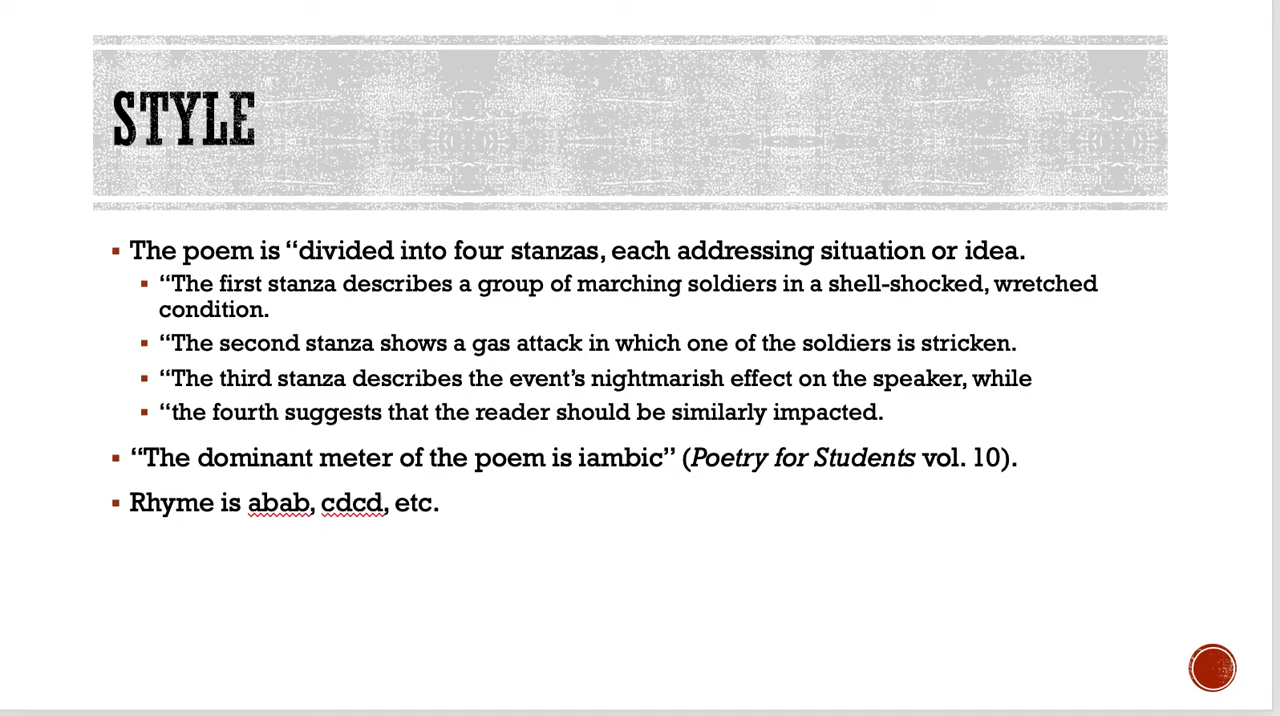 STYLE
▪ The poem is “divided into four stanzas, each addressing situation or idea.
▪ “The first stanza describes a group of marching soldiers in a shell-shocked, wretched
condition.
▪ “The second stanza shows a gas attack in which one of the soldiers is stricken.
▪ “The third stanza describes the event’s nightmarish effect on the speaker, while
▪ “the fourth suggests that the reader should be similarly impacted.
▪ “The dominant meter of the poem is iambic” (Poetry for Students vol. 10).
▪ Rhyme is abab, cdcd, etc.